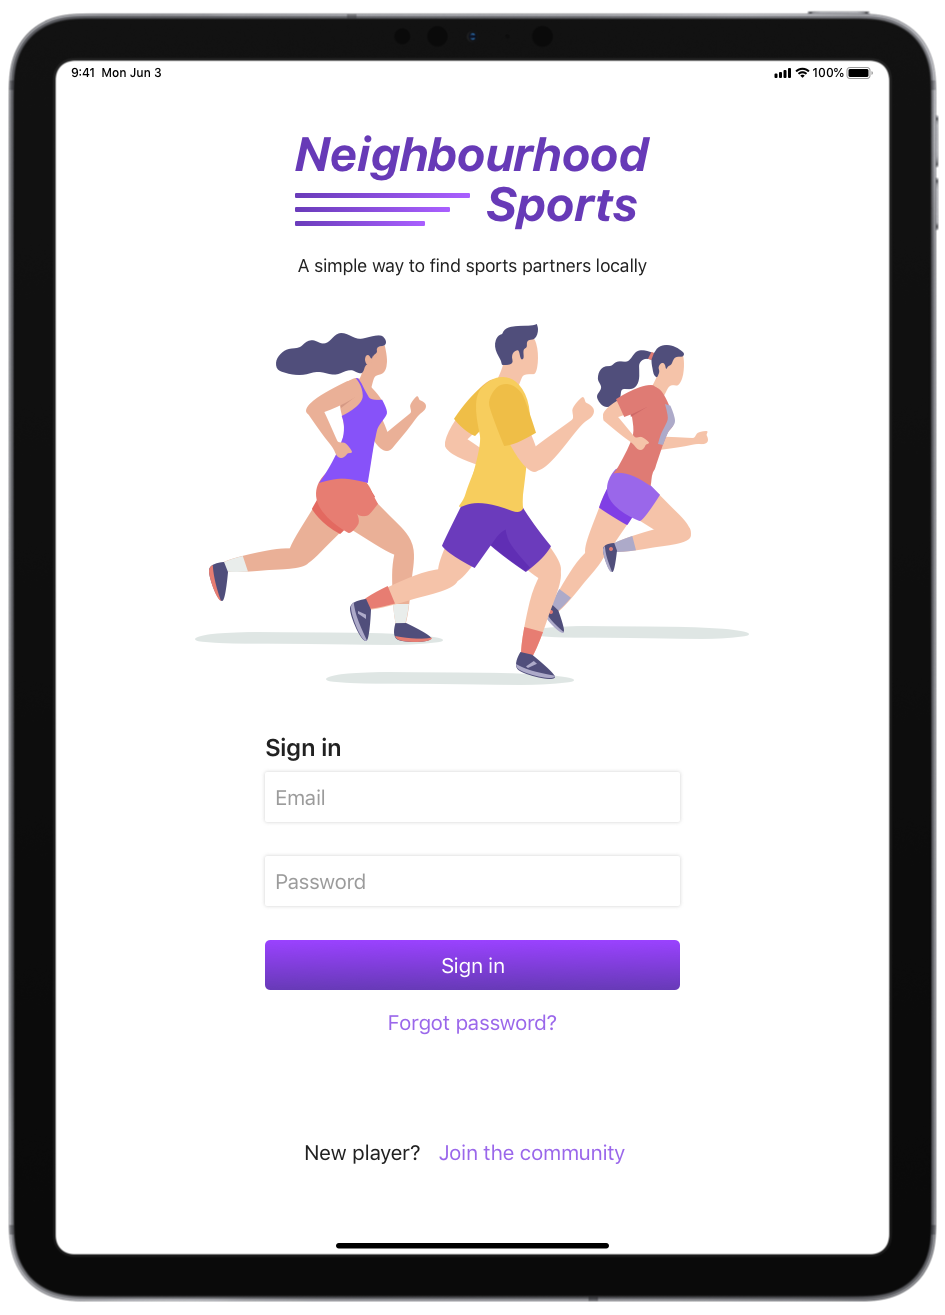 9:41 Mon Jun 3 100%
Neighbourhood
Sports
A simple way to find sports partners locally
Sign in
Email
Password
Sign in
Forgot password?
New player? Join the community